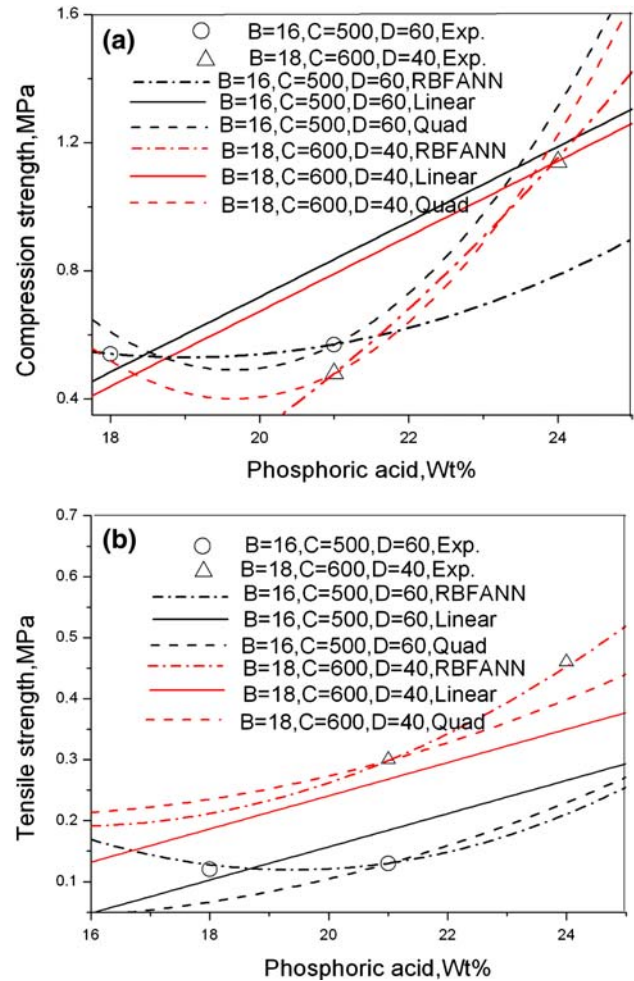 (a)
B=16,C=500,D=60,Exp.
B=18,C=600,D=40,Exp.
B=16,C=500,D=60,RBFANN
B=16,C=500,D=60,Linear
B=16,C=500,D=60,Quad
B=18,C=600,D=40,RBFANN
B=18,C=600,D=40,Linear
B=18,C=600,D=40,Quad
Compression strength,MPa
1.6
1.2
0.8
0.4
18 20 22 24
Phosphoric acid,Wt%
(b)
B=16,C=500,D=60,Exp.
B=18,C=600,D=40,Exp.
B=16,C=500,D=60,RBFANN
B=16,C=500,D=60,Linear
B=16,C=500,D=60,Quad
B=18,C=600,D=40,RBFANN
B=18,C=600,D=40,Linear
B=18,C=600,D=40,Quad
Tensile strength,MPa
0.7
0.6
0.5
0.4
0.3
0.2
0.1
16 18 20 22 24
Phosphoric acid,Wt%